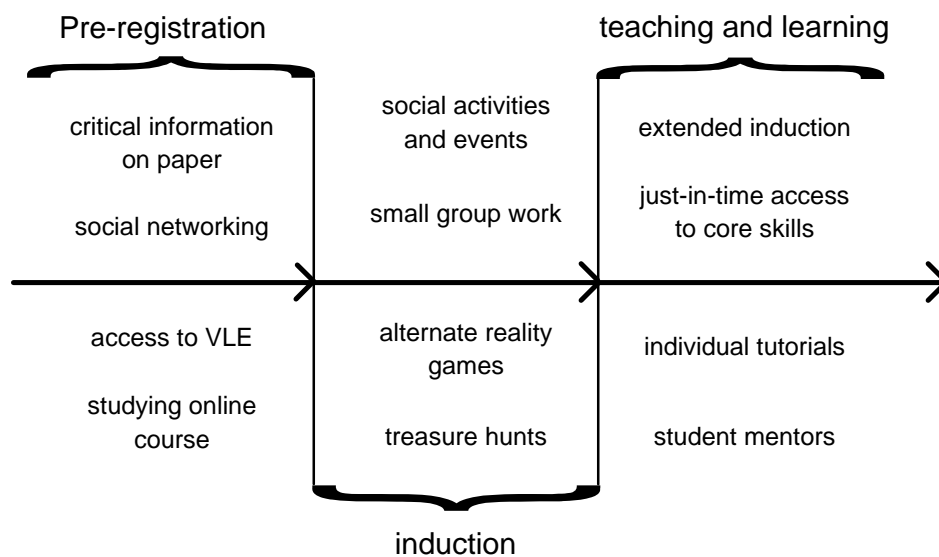 Pre-registration
teaching and learning
critical information
on paper
social networking
social activities
and events
small group work
extended induction
just-in-time access
to core skills
access to VLE
studying online
course
alternate reality
games
treasure hunts
individual tutorials
student mentors
induction